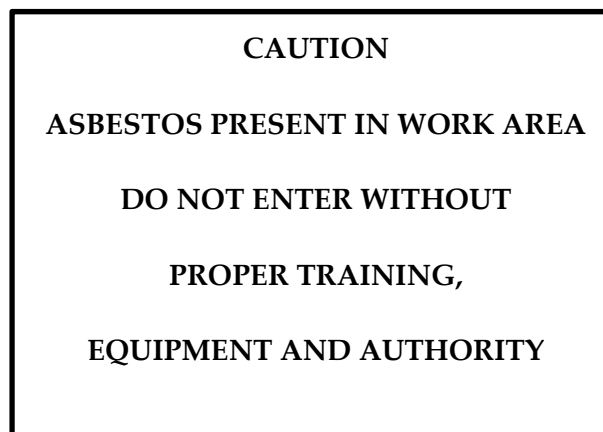 CAUTION
ASBESTOS PRESENT IN WORK AREA
DO NOT ENTER WITHOUT
PROPER TRAINING,
EQUIPMENT AND AUTHORITY